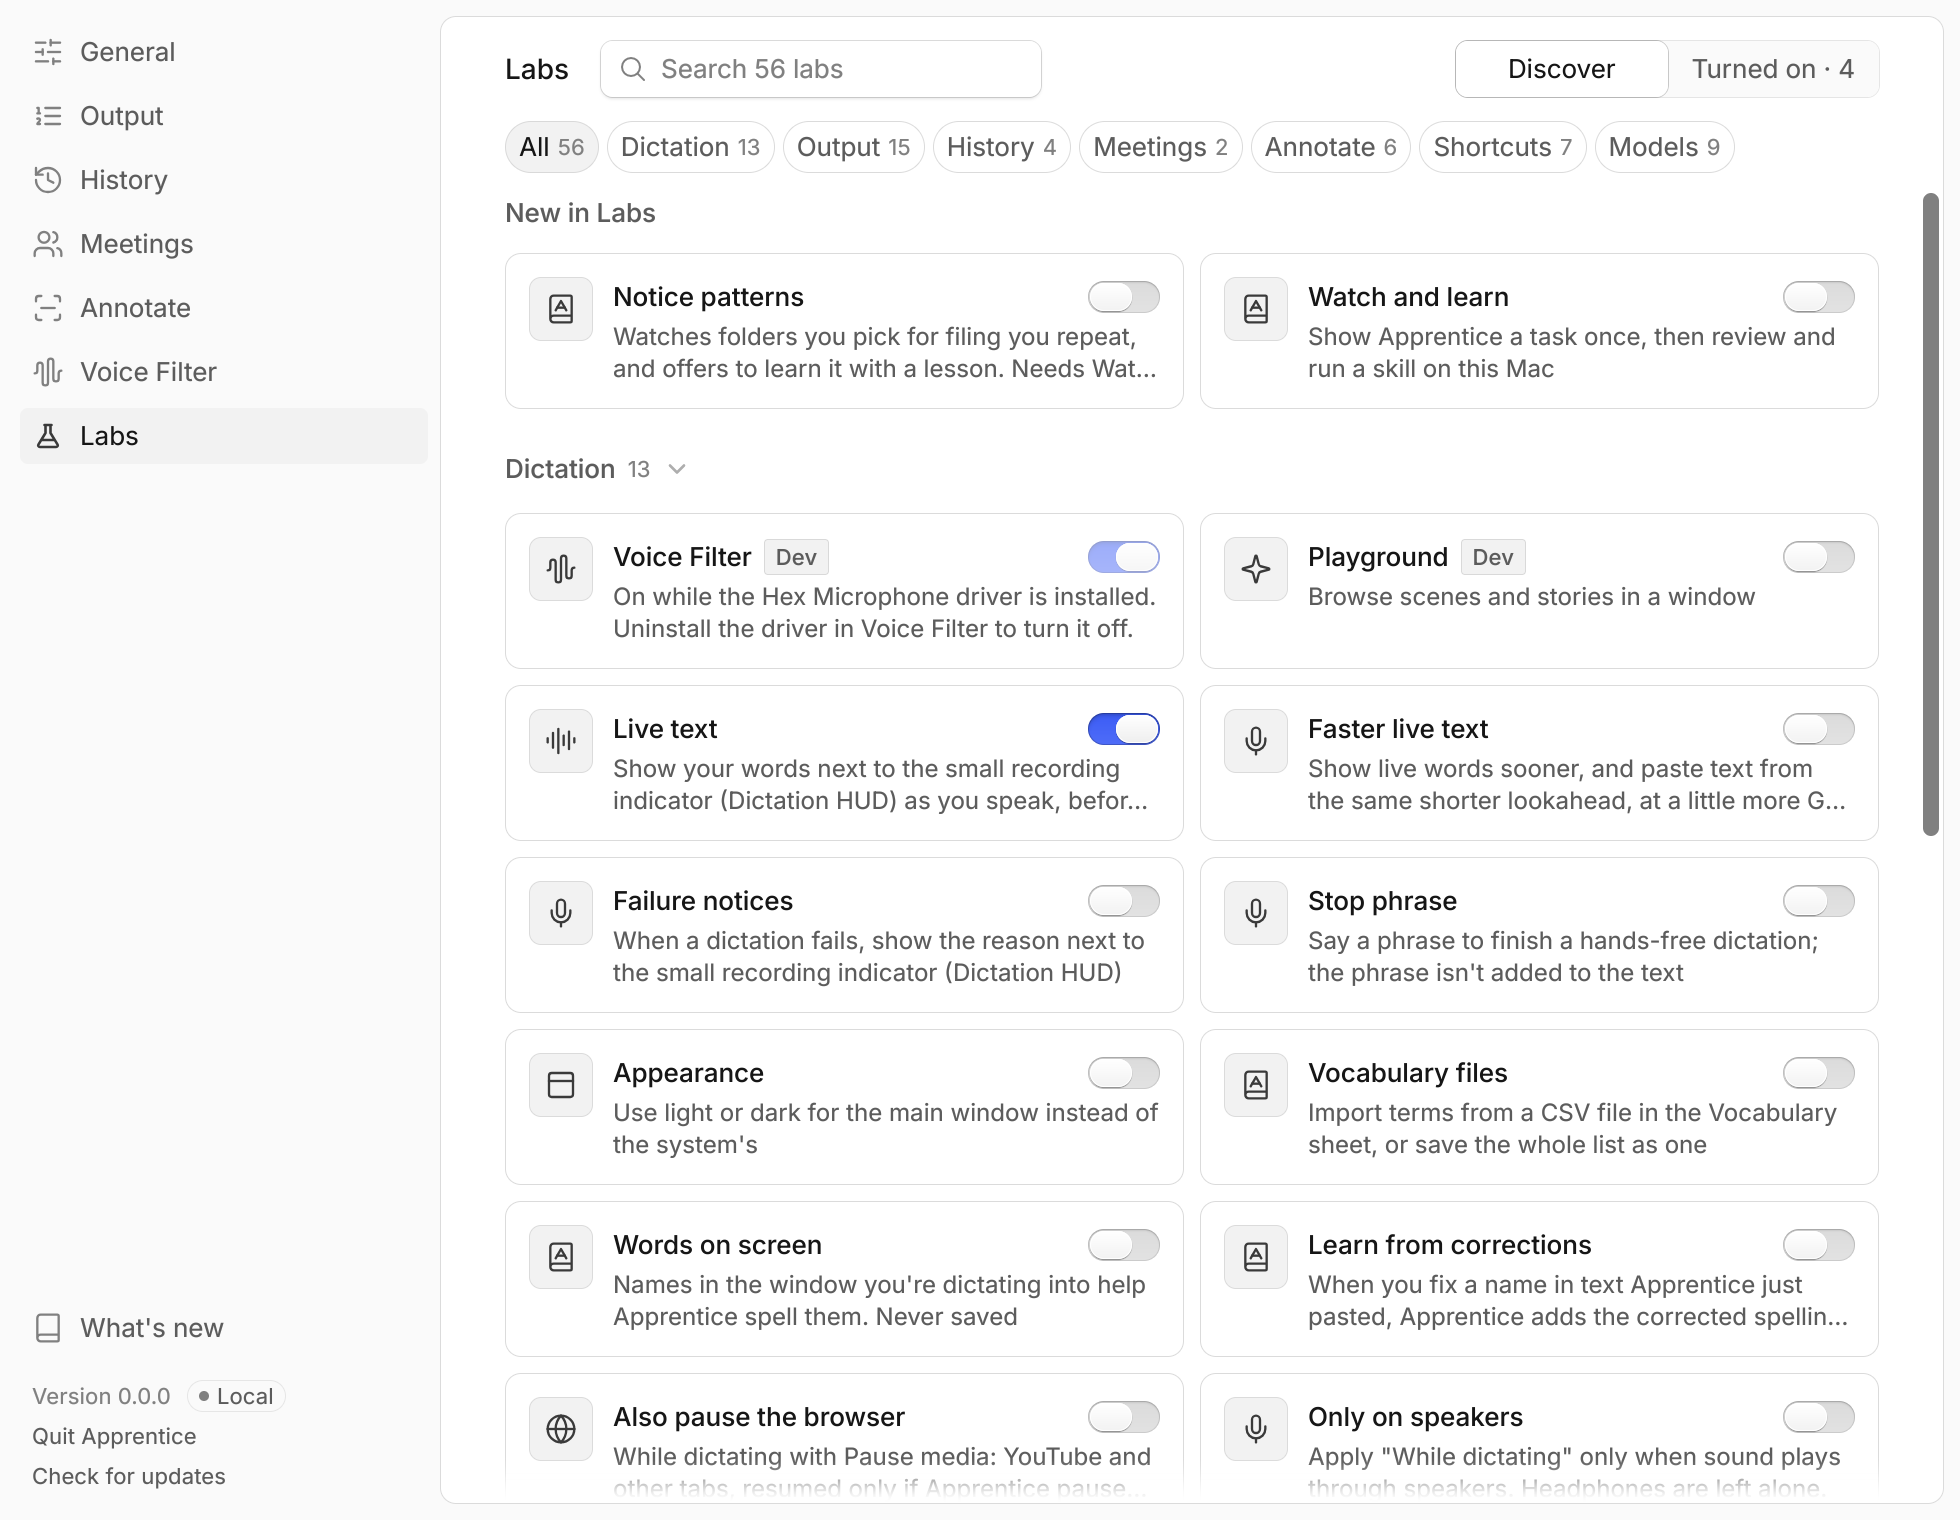 General
Output
History
Meetings
Annotate
Voice Filter
Labs
What's new
Version 0.0.0 Local
Quit Apprentice
Check for updates
Labs
Search 56 labs
Discover
Turned on · 4
All 56
Dictation 13
Output 15
History 4
Meetings 2
Annotate 6
Shortcuts 7
Models 9
New in Labs
Notice patterns
Watches folders you pick for filing you repeat,
and offers to learn it with a lesson. Needs Wat...
Watch and learn
Show Apprentice a task once, then review and
run a skill on this Mac
Dictation 13
Voice Filter Dev
On while the Hex Microphone driver is installed.
Uninstall the driver in Voice Filter to turn it off.
Playground Dev
Browse scenes and stories in a window
Live text
Show your words next to the small recording
indicator (Dictation HUD) as you speak, befor...
Faster live text
Show live words sooner, and paste text from
the same shorter lookahead, at a little more G...
Failure notices
When a dictation fails, show the reason next to
the small recording indicator (Dictation HUD)
Stop phrase
Say a phrase to finish a hands-free dictation;
the phrase isn't added to the text
Appearance
Use light or dark for the main window instead of
the system's
Vocabulary files
Import terms from a CSV file in the Vocabulary
sheet, or save the whole list as one
Words on screen
Names in the window you're dictating into help
Apprentice spell them. Never saved
Learn from corrections
When you fix a name in text Apprentice just
pasted, Apprentice adds the corrected spellin...
Also pause the browser
While dictating with Pause media: YouTube and
other tabs, resumed only if Apprentice pause...
Only on speakers
Apply "While dictating" only when sound plays
through speakers. Headphones are left alone.